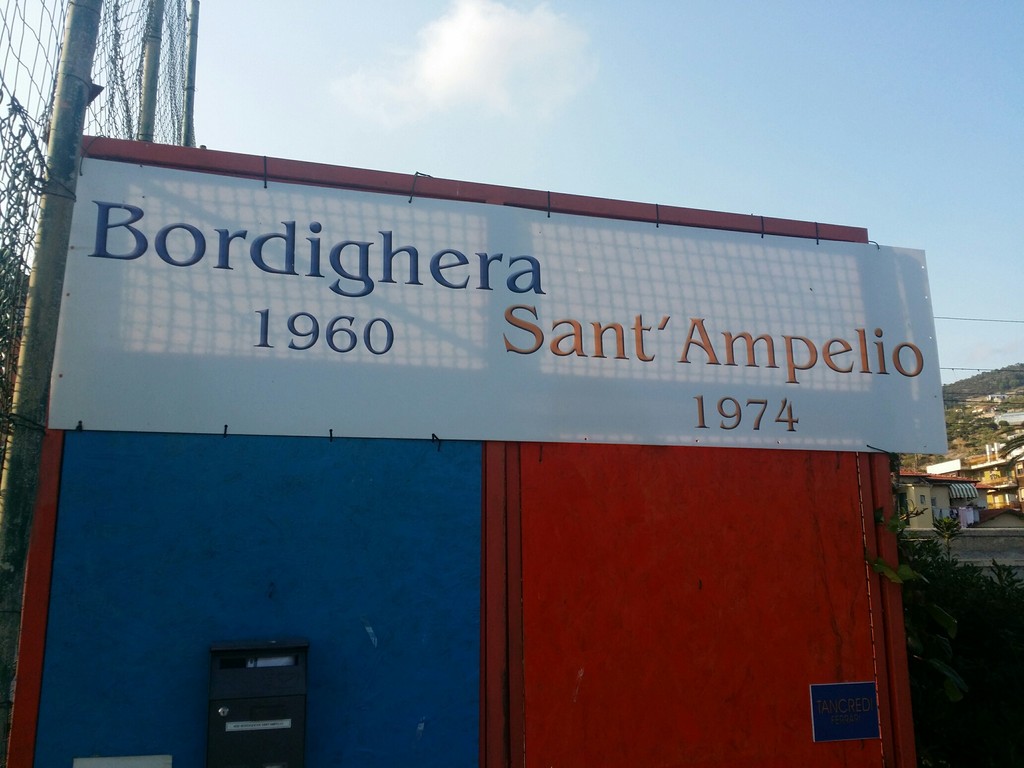 Bordighera
1960
Sant'Ampelio
1974
TANCREDI